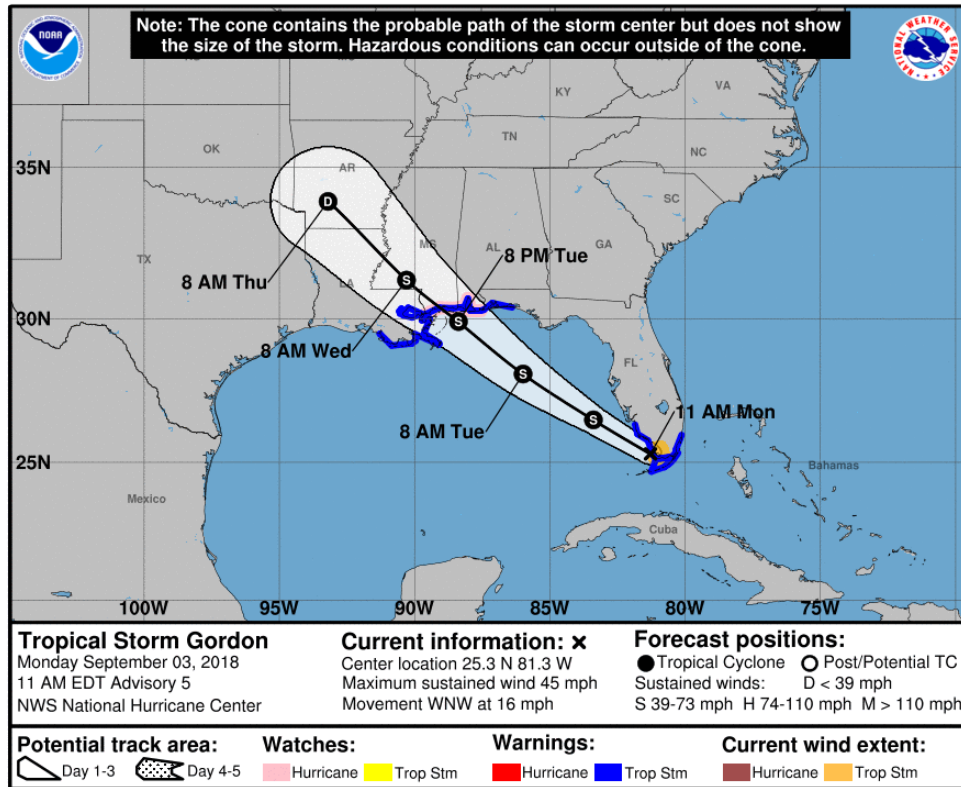 Note: The cone contains the probable path of the storm center but does not show
the size of the storm. Hazardous conditions can occur outside of the cone.
NOAA
NATIONAL WEATHER SERVICE
KY
VA
OK
TN
NC
35N
AR
SC
MS
AL
GA
TX
8 PM Tue
8 AM Thu
D
LA
S
30N
S
8 AM Wed
FL
S
8 AM Tue
S
11 AM Mon
25N
Bahamas
Mexico
Cuba
100W
95W
90W
85W
80W
75W
Tropical Storm Gordon
Monday September 03, 2018
11 AM EDT Advisory 5
NWS National Hurricane Center
Current information: ×
Center location 25.3 N 81.3 W
Maximum sustained wind 45 mph
Movement WNW at 16 mph
Forecast positions:
Tropical Cyclone Post/Potential TC
Sustained winds: D < 39 mph
S 39-73 mph H 74-110 mph M > 110 mph
Potential track area:
Day 1-3 Day 4-5
Watches:
Hurricane Trop Stm
Warnings:
Hurricane Trop Stm
Current wind extent:
Hurricane Trop Stm